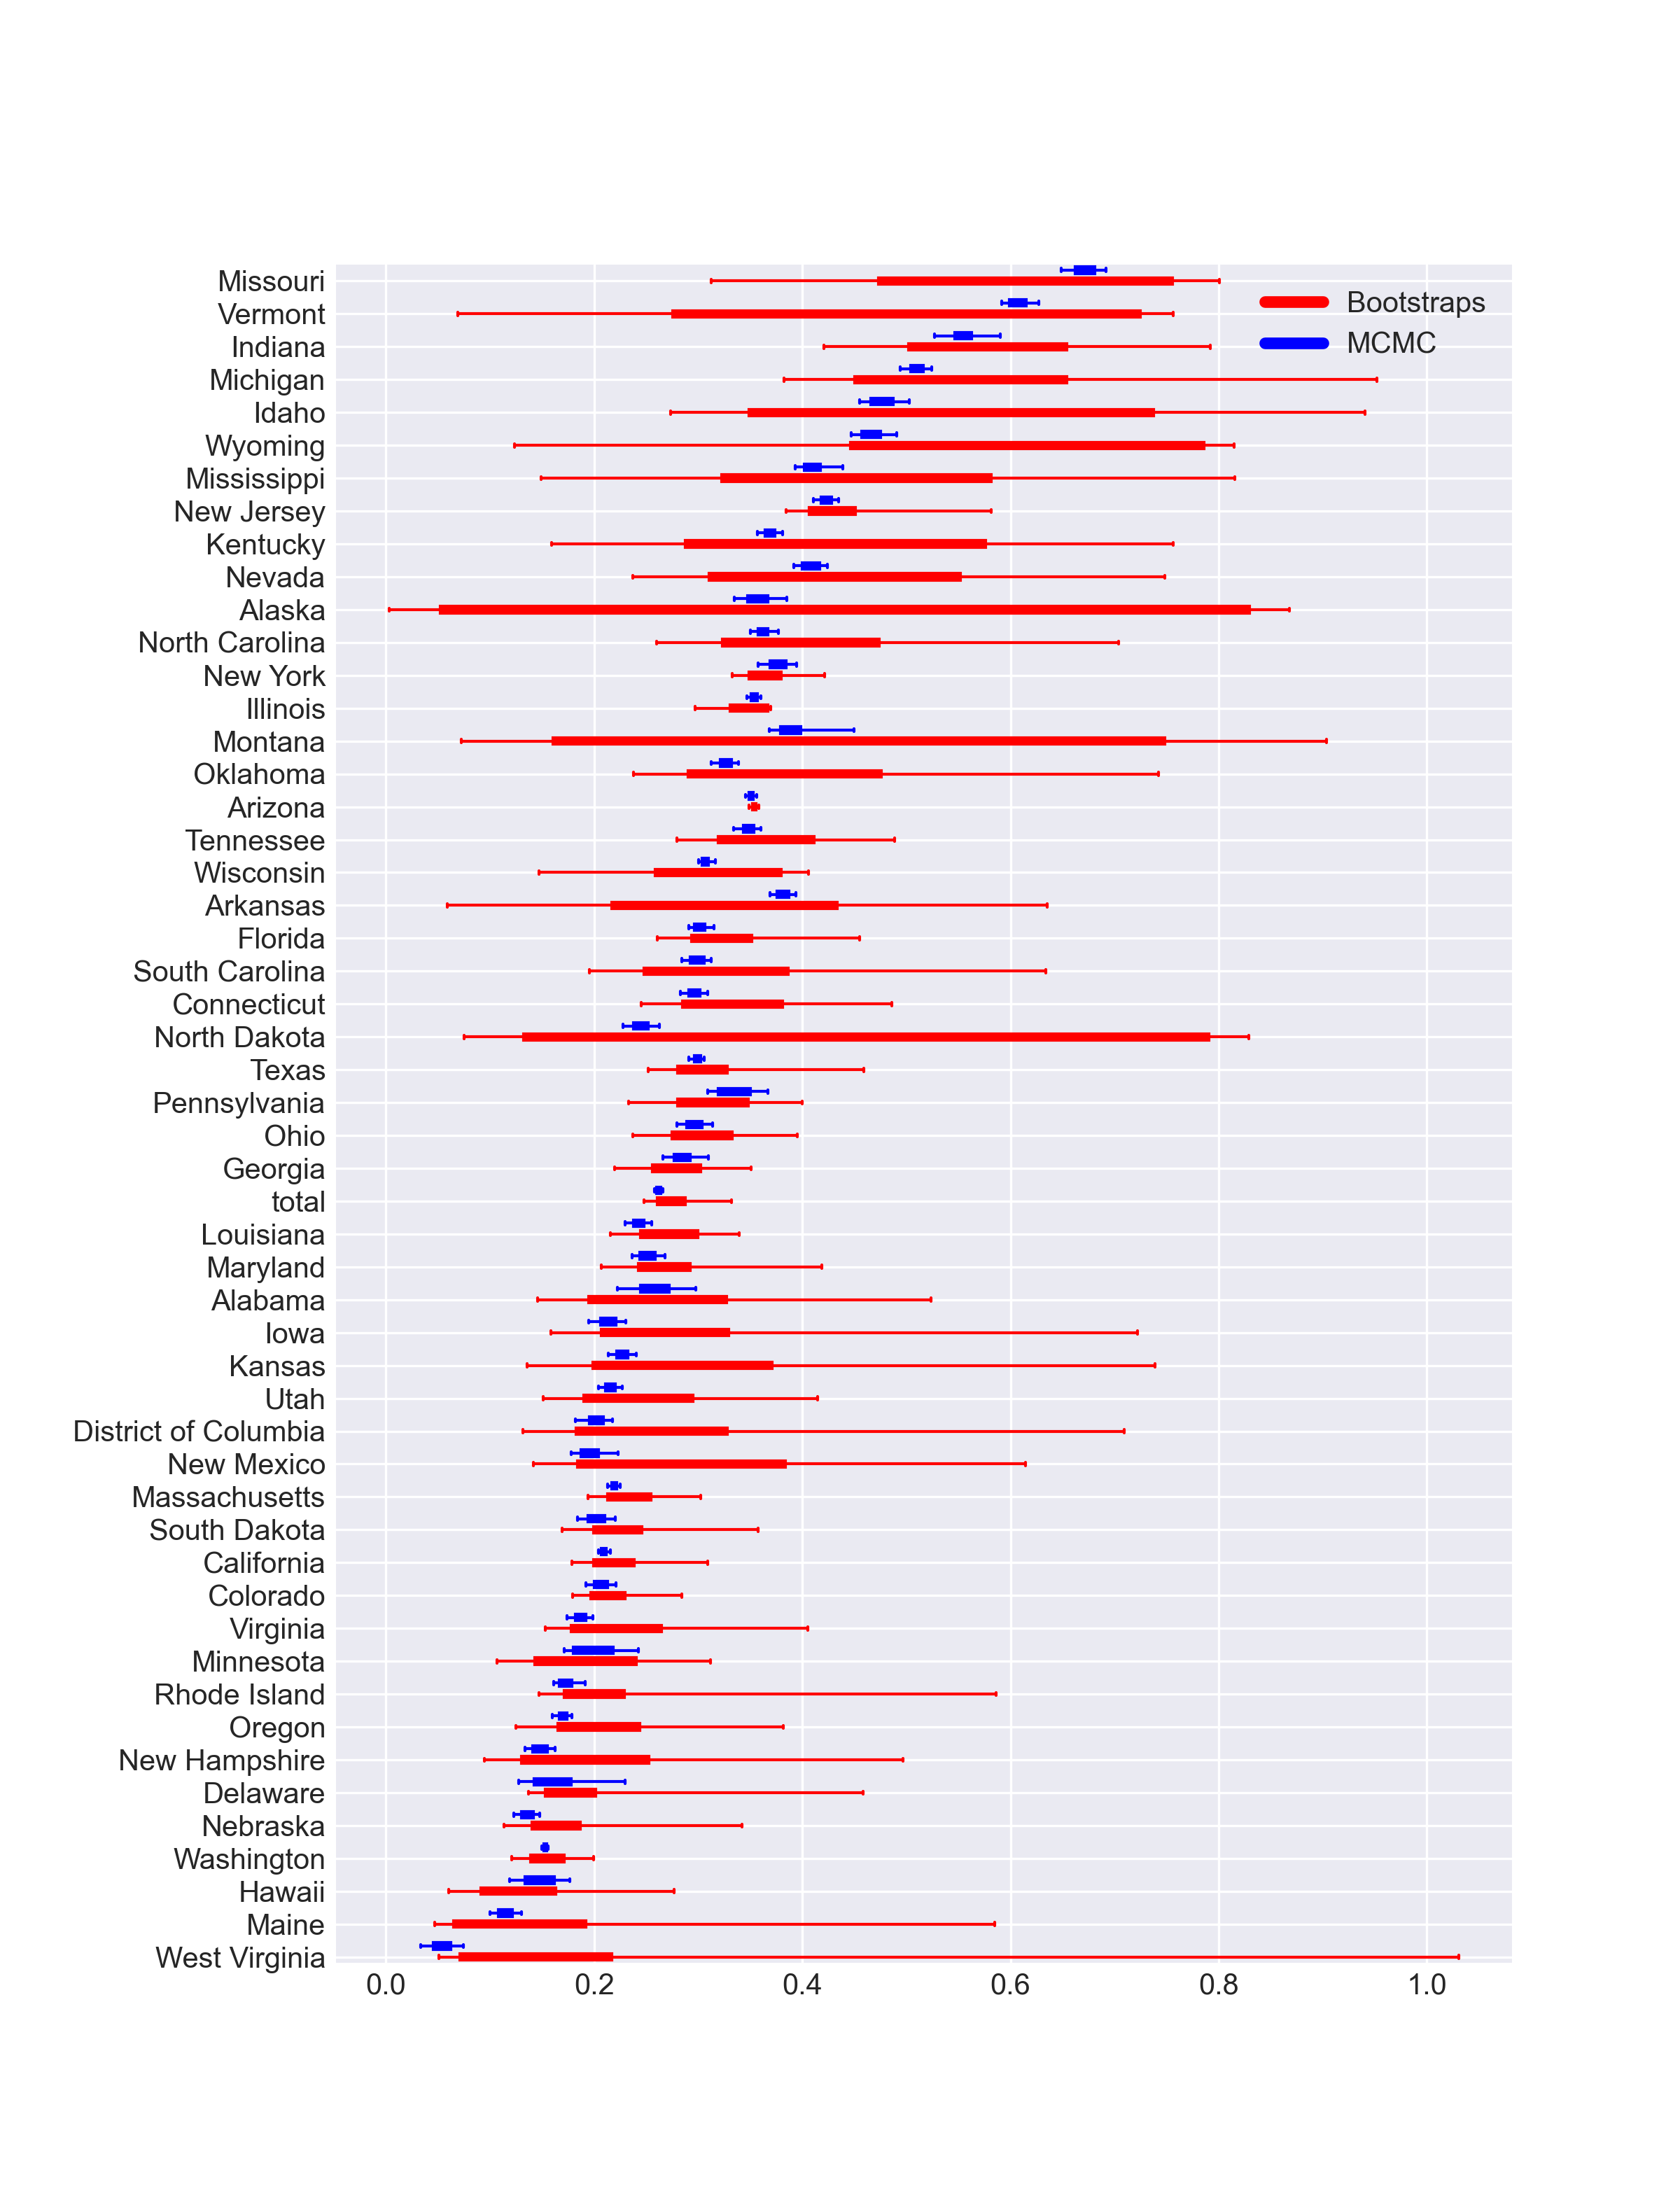 Missouri
Vermont
Indiana
Michigan
Idaho
Wyoming
Mississippi
New Jersey
Kentucky
Nevada
Alaska
North Carolina
New York
Illinois
Montana
Oklahoma
Arizona
Tennessee
Wisconsin
Arkansas
Florida
South Carolina
Connecticut
North Dakota
Texas
Pennsylvania
Ohio
Georgia
total
Louisiana
Maryland
Alabama
Iowa
Kansas
Utah
District of Columbia
New Mexico
Massachusetts
South Dakota
California
Colorado
Virginia
Minnesota
Rhode Island
Oregon
New Hampshire
Delaware
Nebraska
Washington
Hawaii
Maine
West Virginia
0.0 0.2 0.4 0.6 0.8 1.0
Bootstraps
MCMC